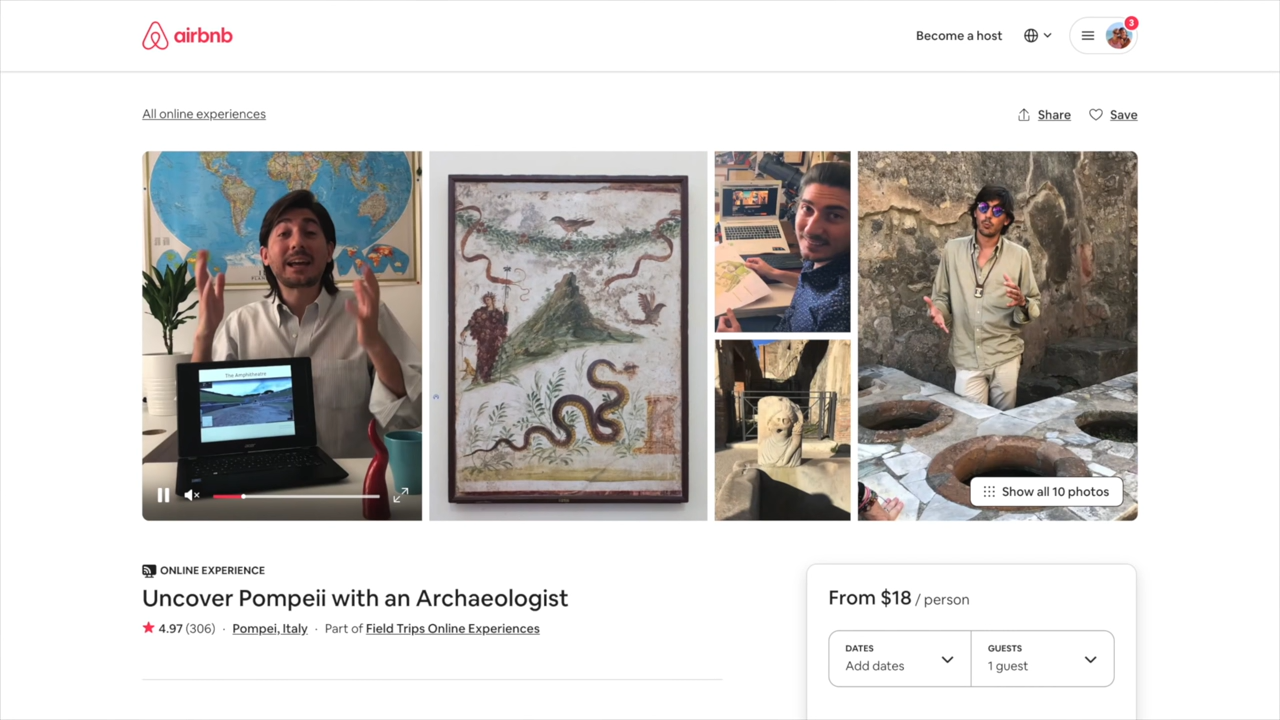 airbnb
Become a host
3
All online experiences
Share
Save
The Amphitheatre
Show all 10 photos
ONLINE EXPERIENCE
Uncover Pompeii with an Archaeologist
4.97 (306) · Pompei, Italy · Part of Field Trips Online Experiences
From $18 / person
DATES
Add dates
GUESTS
1 guest